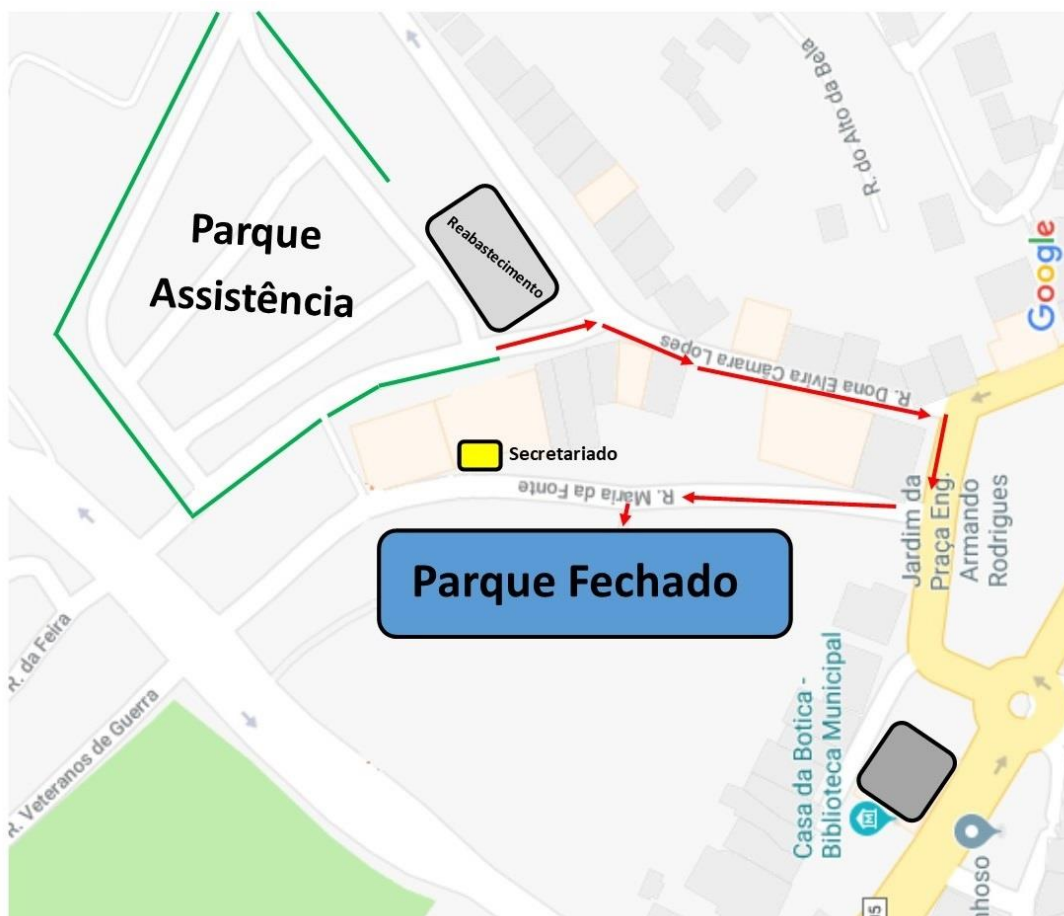 R. do Alto da Bela
Parque
Assistência
Reabastecimento
Google
R. Dona Elvira Câmara Lopes
Secretariado
R. Maria da Fonte
Jardim da
Praça Eng.
Armando
Rodrigues
Parque Fechado
R. da Feira
R. Veteranos de Guerra
Casa da Botica -
Biblioteca Municipal
hoso